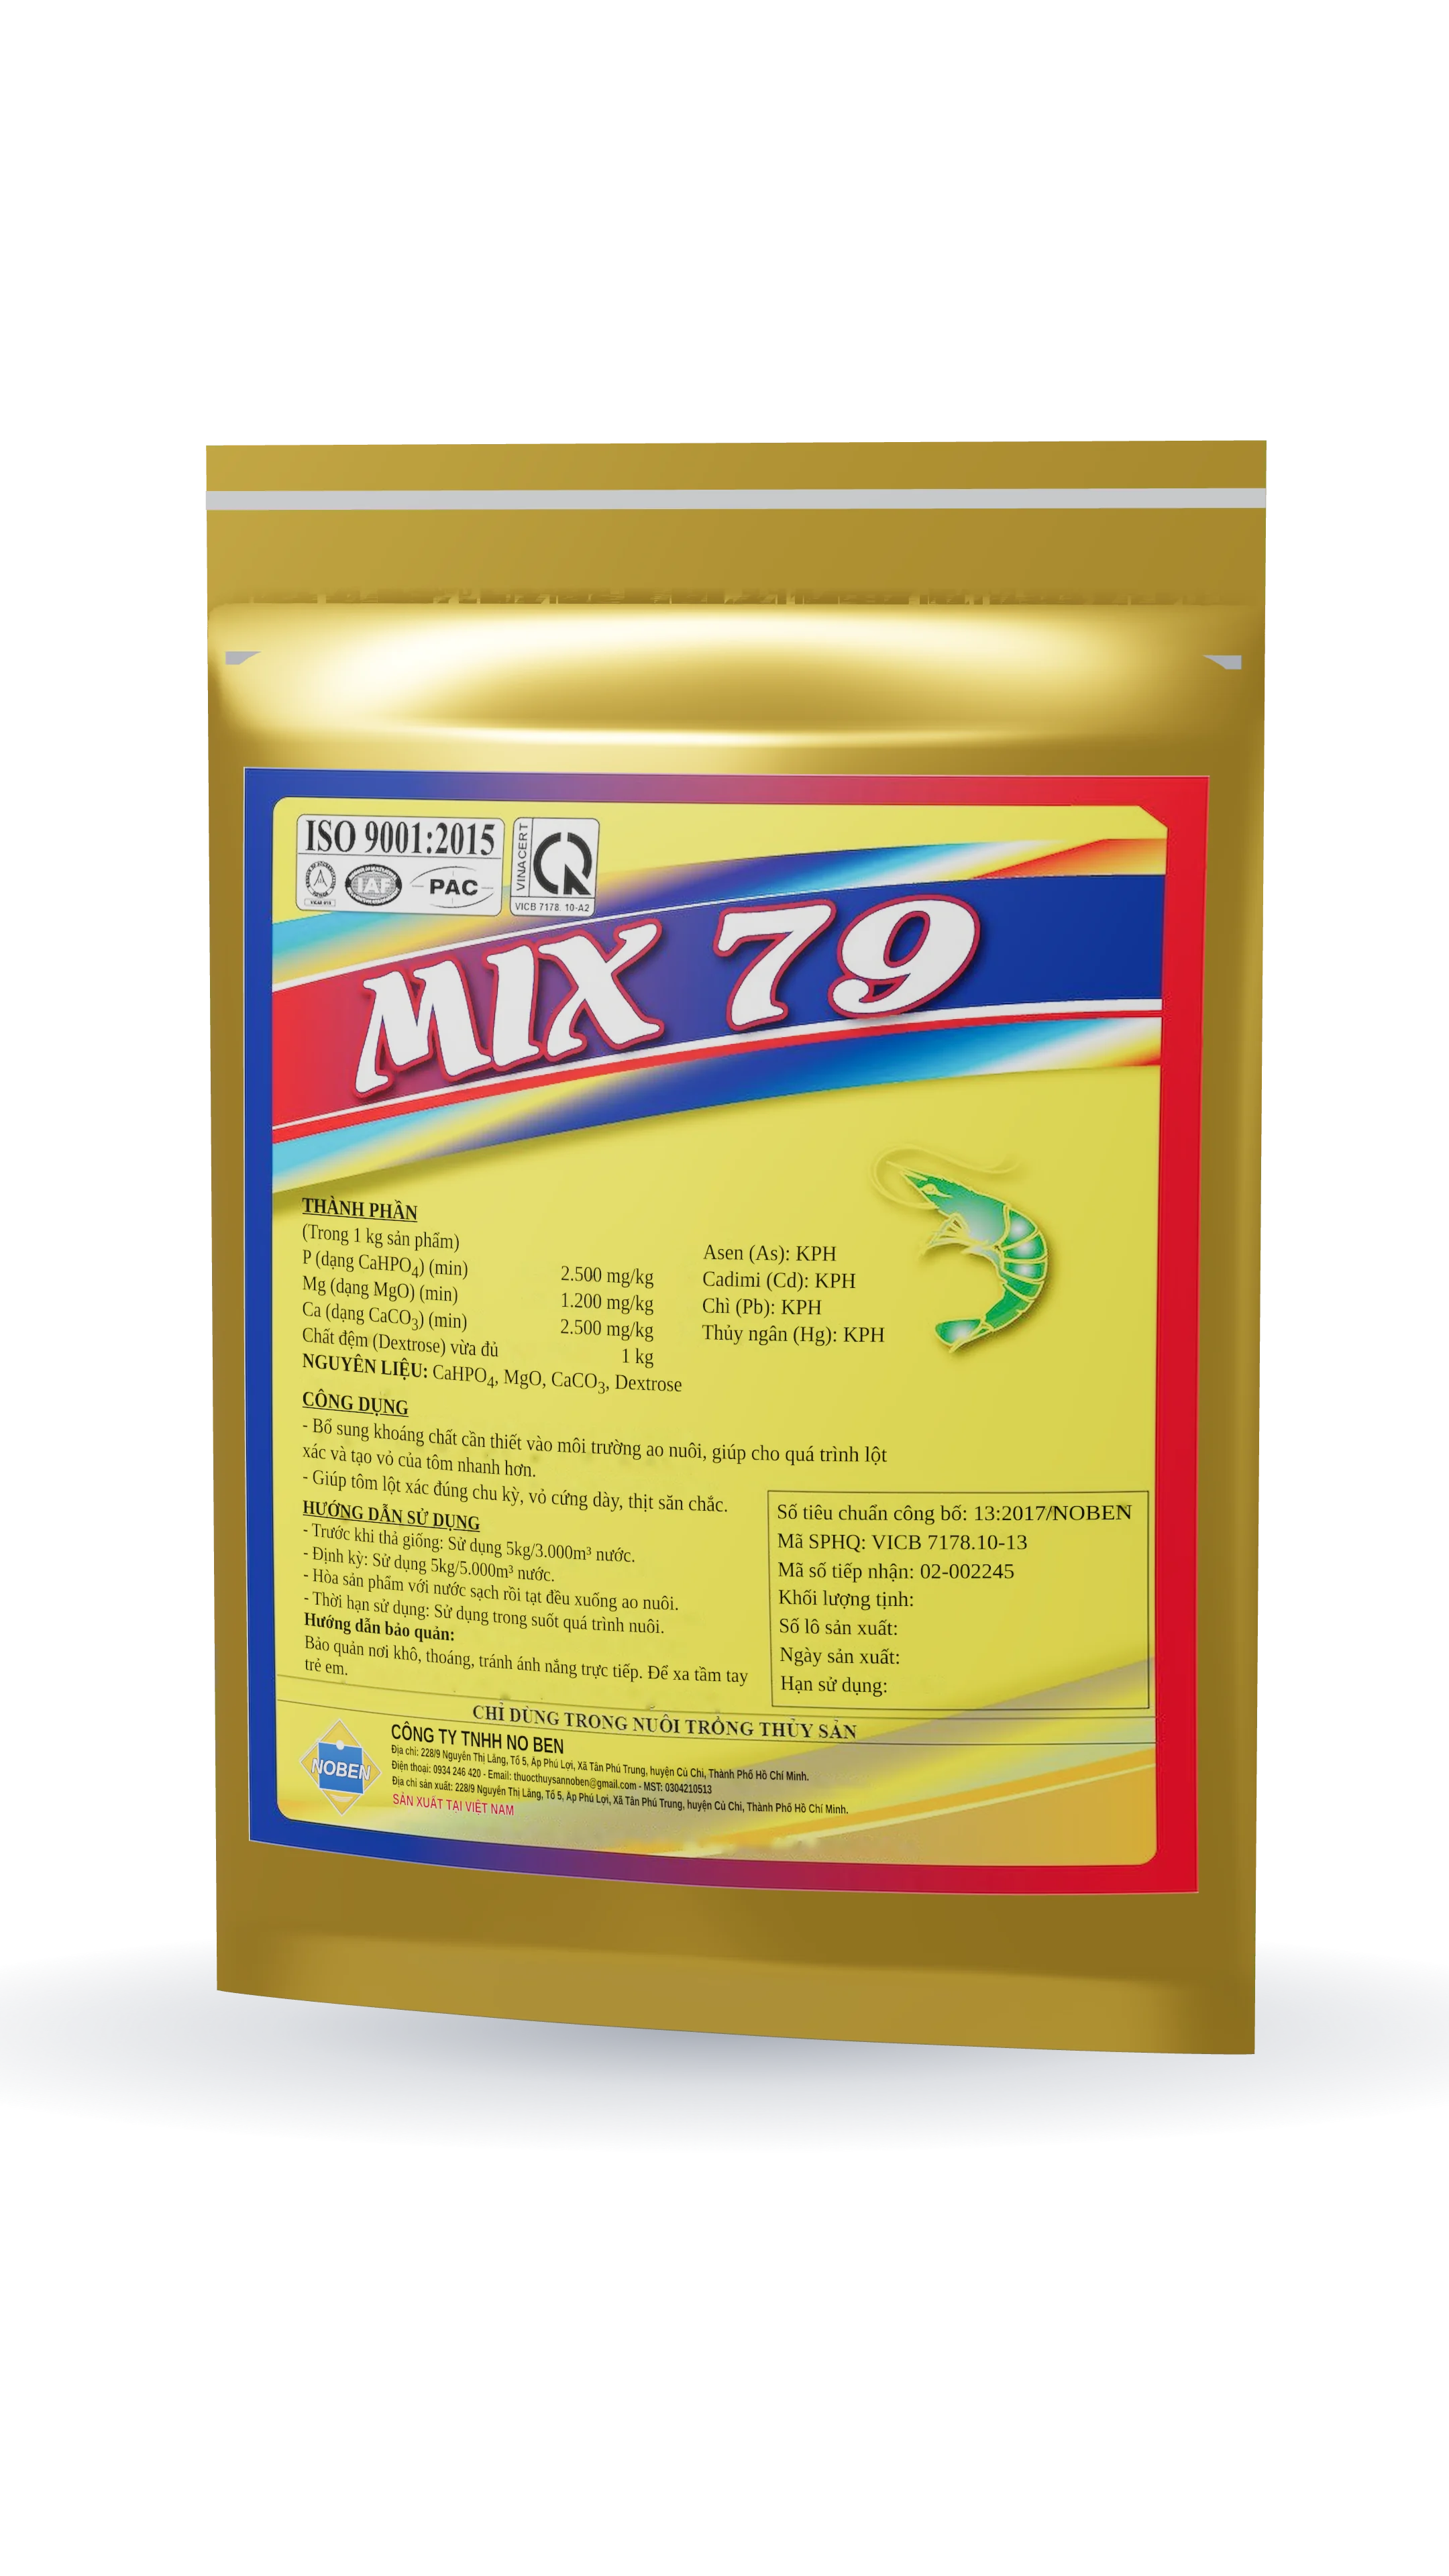 ISO 9001:2015
IAF
PAC
VINACERT
VICB 7178. 10-A2
MIX 79
THÀNH PHẦN
(Trong 1 kg sản phẩm)
P (dạng CaHPO4) (min) 2.500 mg/kg
Mg (dạng MgO) (min) 1.200 mg/kg
Ca (dạng CaCO3) (min) 2.500 mg/kg
Chất đệm (Dextrose) vừa đủ 1 kg
Asen (As): KPH
Cadimi (Cd): KPH
Chì (Pb): KPH
Thủy ngân (Hg): KPH
NGUYÊN LIỆU: CaHPO4, MgO, CaCO3, Dextrose
CÔNG DỤNG
- Bổ sung khoáng chất cần thiết vào môi trường ao nuôi, giúp cho quá trình lột
xác và tạo vỏ của tôm nhanh hơn.
- Giúp tôm lột xác đúng chu kỳ, vỏ cứng dày, thịt săn chắc.
HƯỚNG DẪN SỬ DỤNG
- Trước khi thả giống: Sử dụng 5kg/3.000m³ nước.
- Định kỳ: Sử dụng 5kg/5.000m³ nước.
- Hòa sản phẩm với nước sạch rồi tạt đều xuống ao nuôi.
- Thời hạn sử dụng: Sử dụng trong suốt quá trình nuôi.
Hướng dẫn bảo quản:
Bảo quản nơi khô, thoáng, tránh ánh nắng trực tiếp. Để xa tầm tay
trẻ em.
Số tiêu chuẩn công bố: 13:2017/NOBEN
Mã SPHQ: VICB 7178.10-13
Mã số tiếp nhận: 02-002245
Khối lượng tịnh:
Số lô sản xuất:
Ngày sản xuất:
Hạn sử dụng:
CHỈ DÙNG TRONG NUÔI TRỒNG THỦY SẢN
NOBEN
CÔNG TY TNHH NO BEN
Địa chỉ: 228/9 Nguyễn Thị Lắng, Tổ 5, Ấp Phú Lợi, Xã Tân Phú Trung, huyện Củ Chi, Thành Phố Hồ Chí Minh.
Điện thoại: 0934 246 420 - Email: thuocthuysannoben@gmail.com - MST: 0304210513
Địa chỉ sản xuất: 228/9 Nguyễn Thị Lắng, Tổ 5, Ấp Phú Lợi, Xã Tân Phú Trung, huyện Củ Chi, Thành Phố Hồ Chí Minh.
SẢN XUẤT TẠI VIỆT NAM